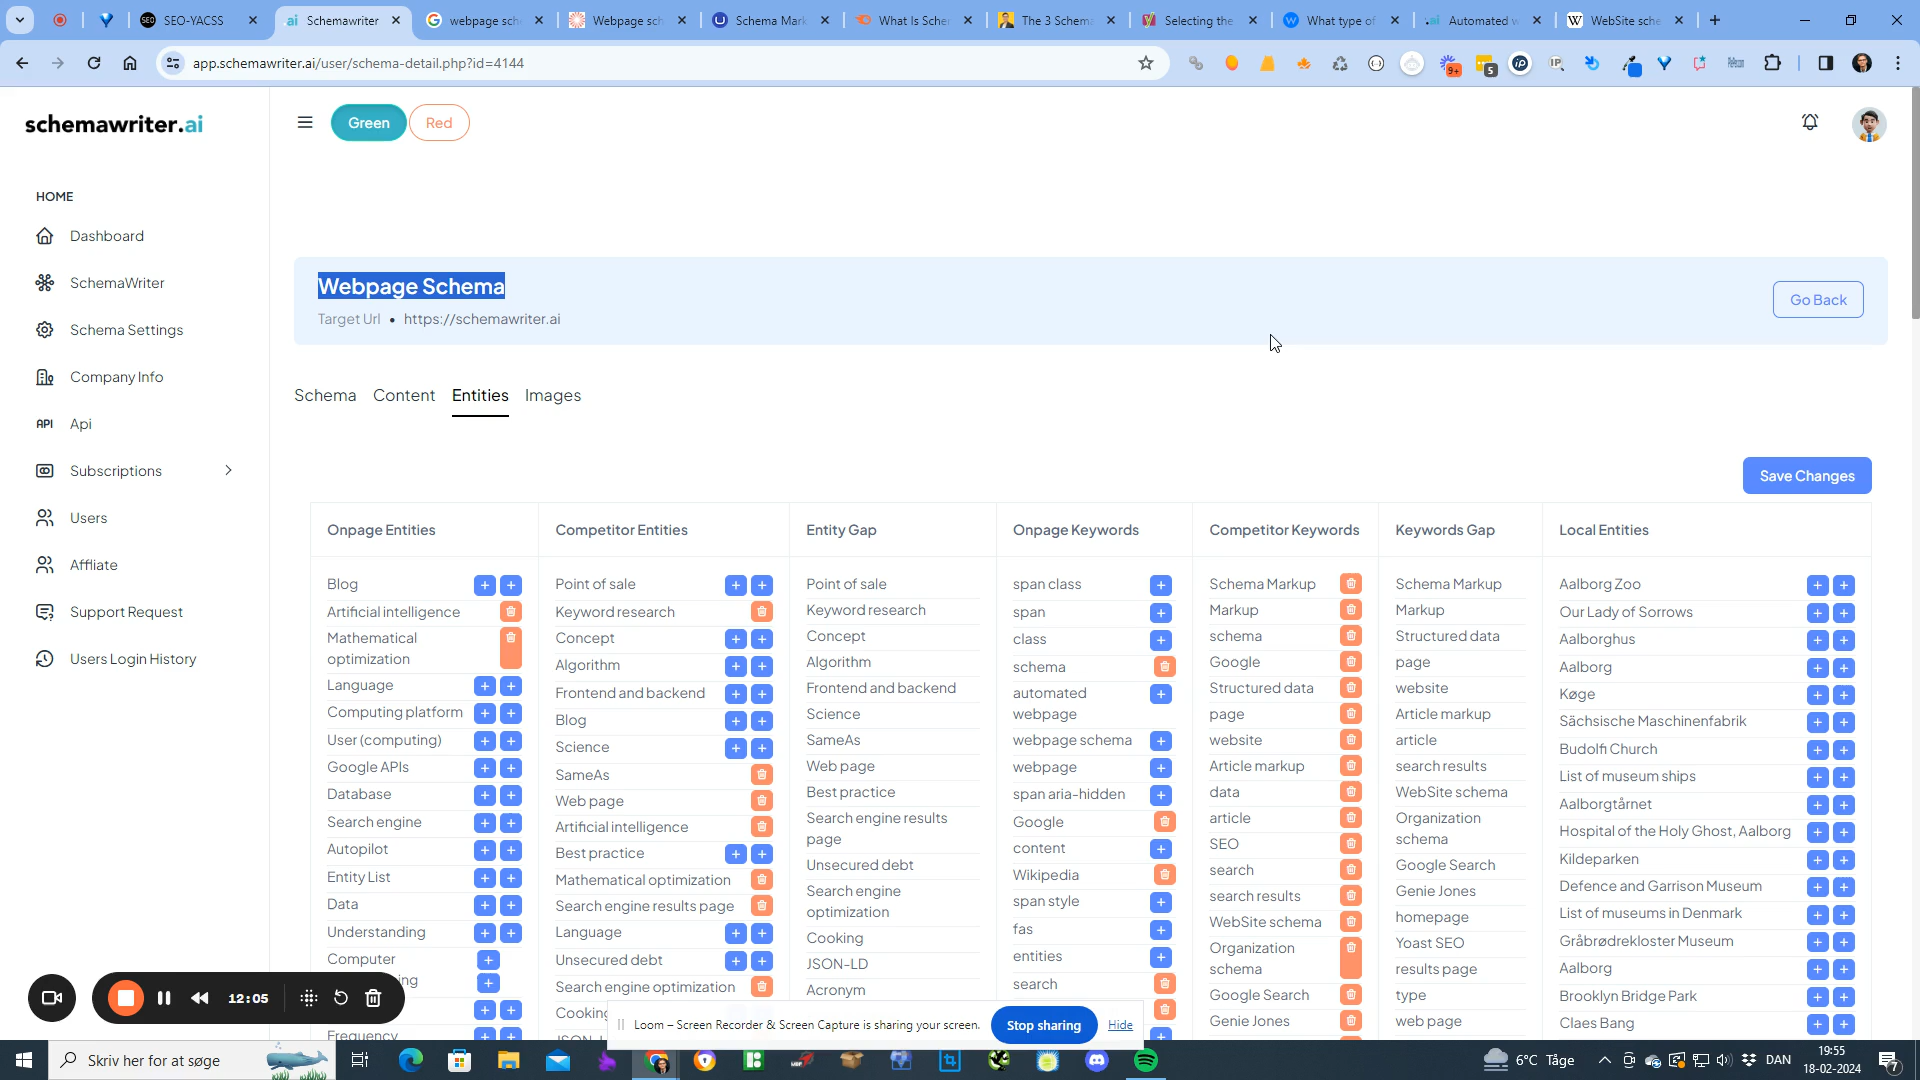 SEO-YACSS
Schemawriter
webpage sch
Webpage sch
Schema Mark
What Is Scher
The 3 Schema
Selecting the
What type of
Automated w
WebSite sche
app.schemawriter.ai/user/schema-detail.php?id=4144
9+
5
schemawriter.ai
Green
Red
HOME
Dashboard
SchemaWriter
Schema Settings
Company Info
API
Api
Subscriptions
Users
Affliate
Support Request
Users Login History
Webpage Schema
Target Url • https://schemawriter.ai
Go Back
Schema
Content
Entities
Images
Save Changes
Onpage Entities
Blog
Artificial intelligence
Mathematical
optimization
Language
Computing platform
User (computing)
Google APIs
Database
Search engine
Autopilot
Entity List
Data
Understanding
Computer
Frequency
Competitor Entities
Point of sale
Keyword research
Concept
Algorithm
Frontend and backend
Blog
Science
SameAs
Web page
Artificial intelligence
Best practice
Mathematical optimization
Search engine results page
Language
Unsecured debt
Search engine optimization
Cooking
Entity Gap
Point of sale
Keyword research
Concept
Algorithm
Frontend and backend
Science
SameAs
Web page
Best practice
Search engine results
page
Unsecured debt
Search engine
optimization
Cooking
JSON-LD
Acronym
Onpage Keywords
span class
span
class
schema
automated
webpage
webpage schema
webpage
span aria-hidden
Google
content
Wikipedia
span style
fas
entities
search
Competitor Keywords
Schema Markup
Markup
schema
Google
Structured data
page
website
Article markup
data
article
SEO
search
search results
WebSite schema
Organization
schema
Google Search
Genie Jones
Keywords Gap
Schema Markup
Markup
Structured data
page
website
Article markup
article
search results
WebSite schema
Organization
schema
Google Search
Genie Jones
homepage
Yoast SEO
results page
type
web page
Local Entities
Aalborg Zoo
Our Lady of Sorrows
Aalborghus
Aalborg
Køge
Sächsische Maschinenfabrik
Budolfi Church
List of museum ships
Aalborgtårnet
Hospital of the Holy Ghost, Aalborg
Kildeparken
Defence and Garrison Museum
List of museums in Denmark
Gråbrødrekloster Museum
Aalborg
Brooklyn Bridge Park
Claes Bang
12:05
Loom – Screen Recorder & Screen Capture is sharing your screen.
Stop sharing
Hide
Skriv her for at søge
6°C Tåge
DAN
19:55
18-02-2024
7